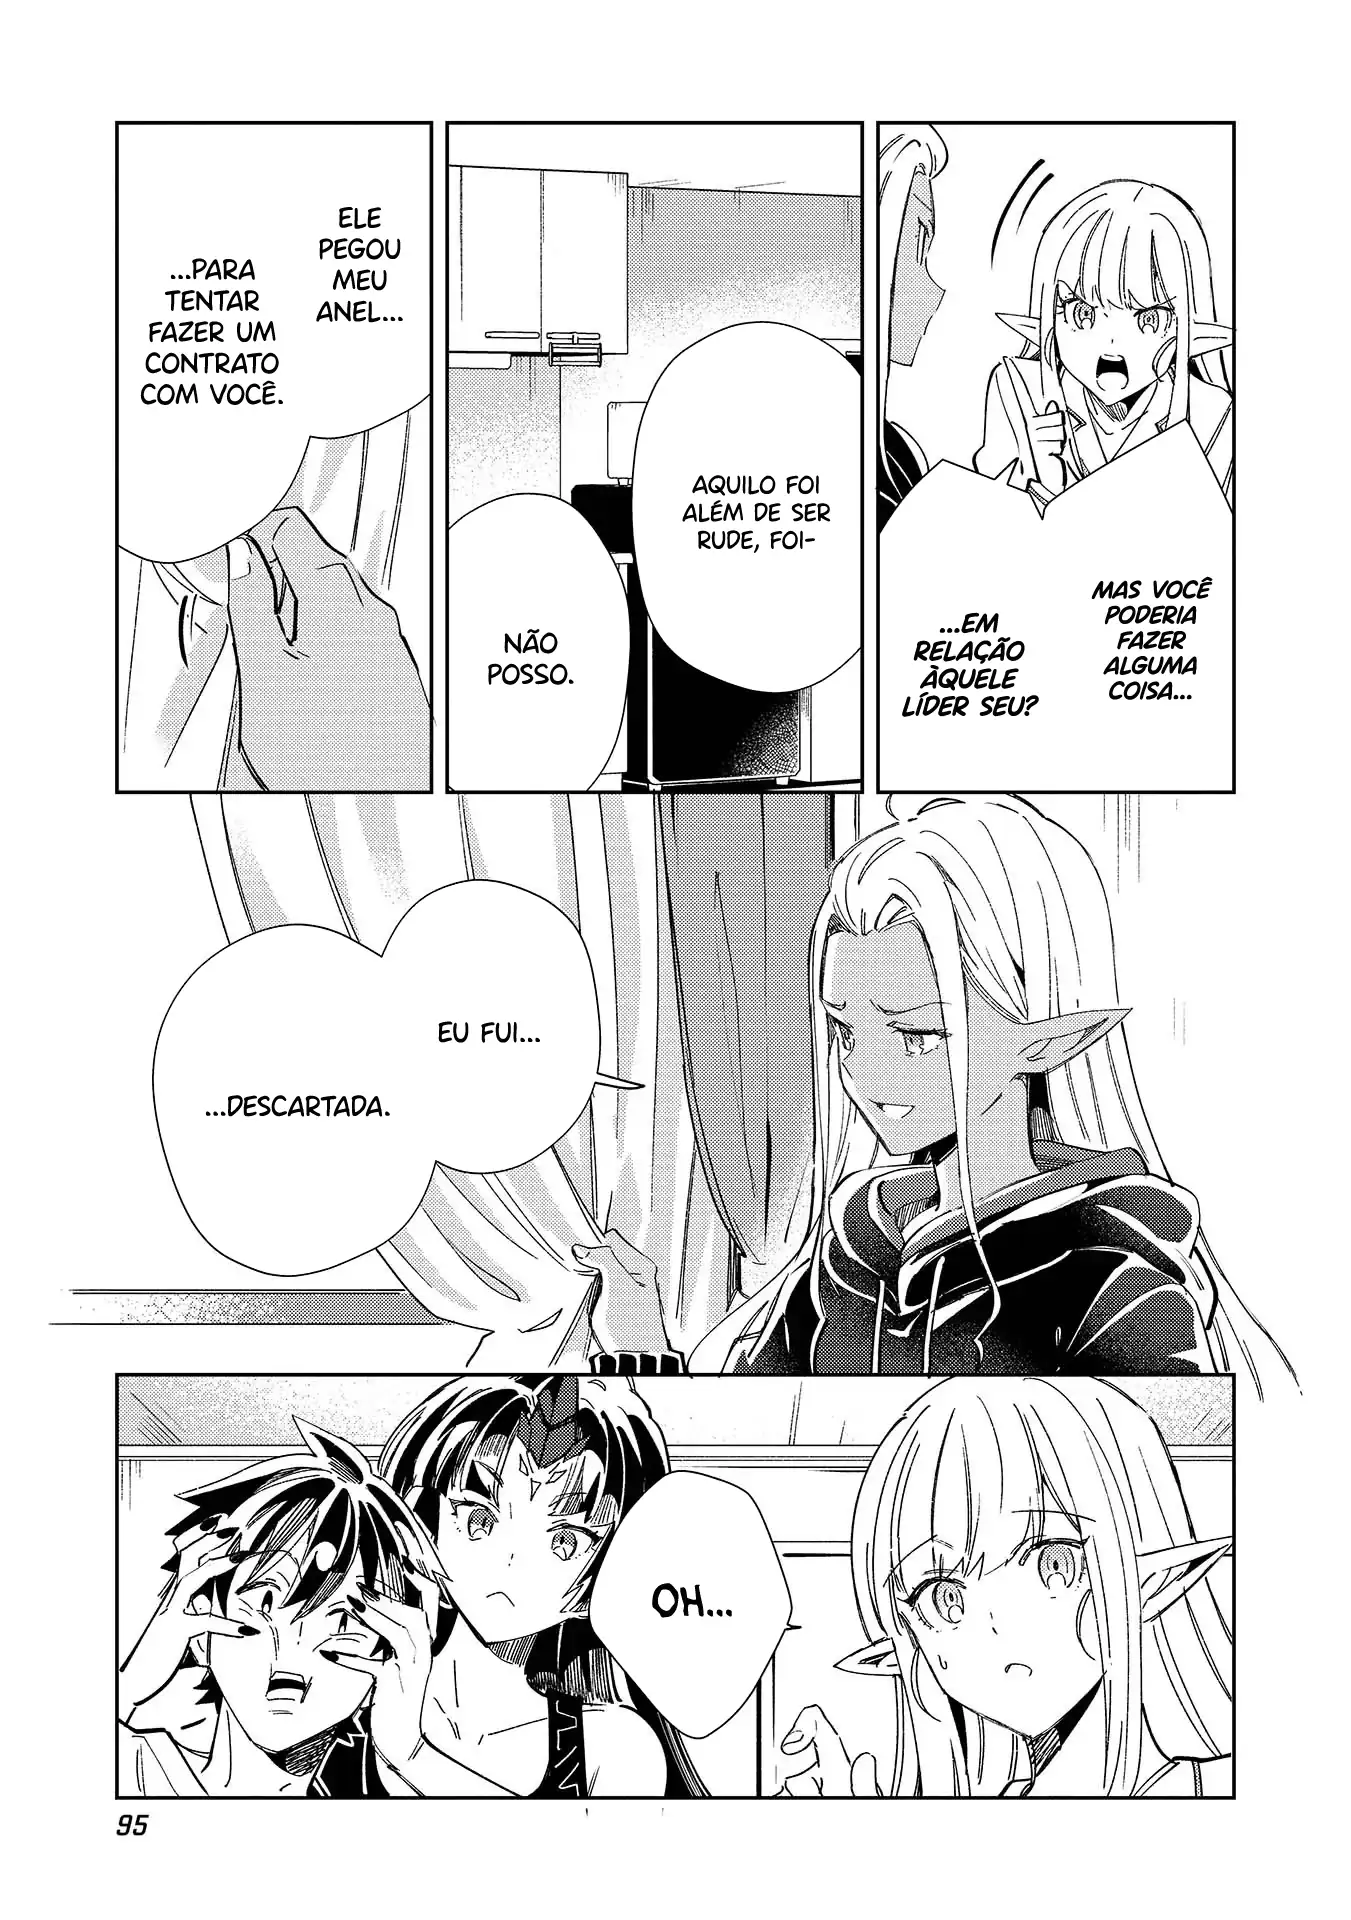 MAS VOCÊ
PODERIA
FAZER
ALGUMA
COISA...
...EM
RELAÇÃO
ÀQUELE
LÍDER SEU?
AQUILO FOI
ALÉM DE SER
RUDE, FOI-
NÃO
POSSO.
ELE
PEGOU
MEU
ANEL...
...PARA
TENTAR
FAZER UM
CONTRATO
COM VOCÊ.
EU FUI...
...DESCARTADA.
OH...
95